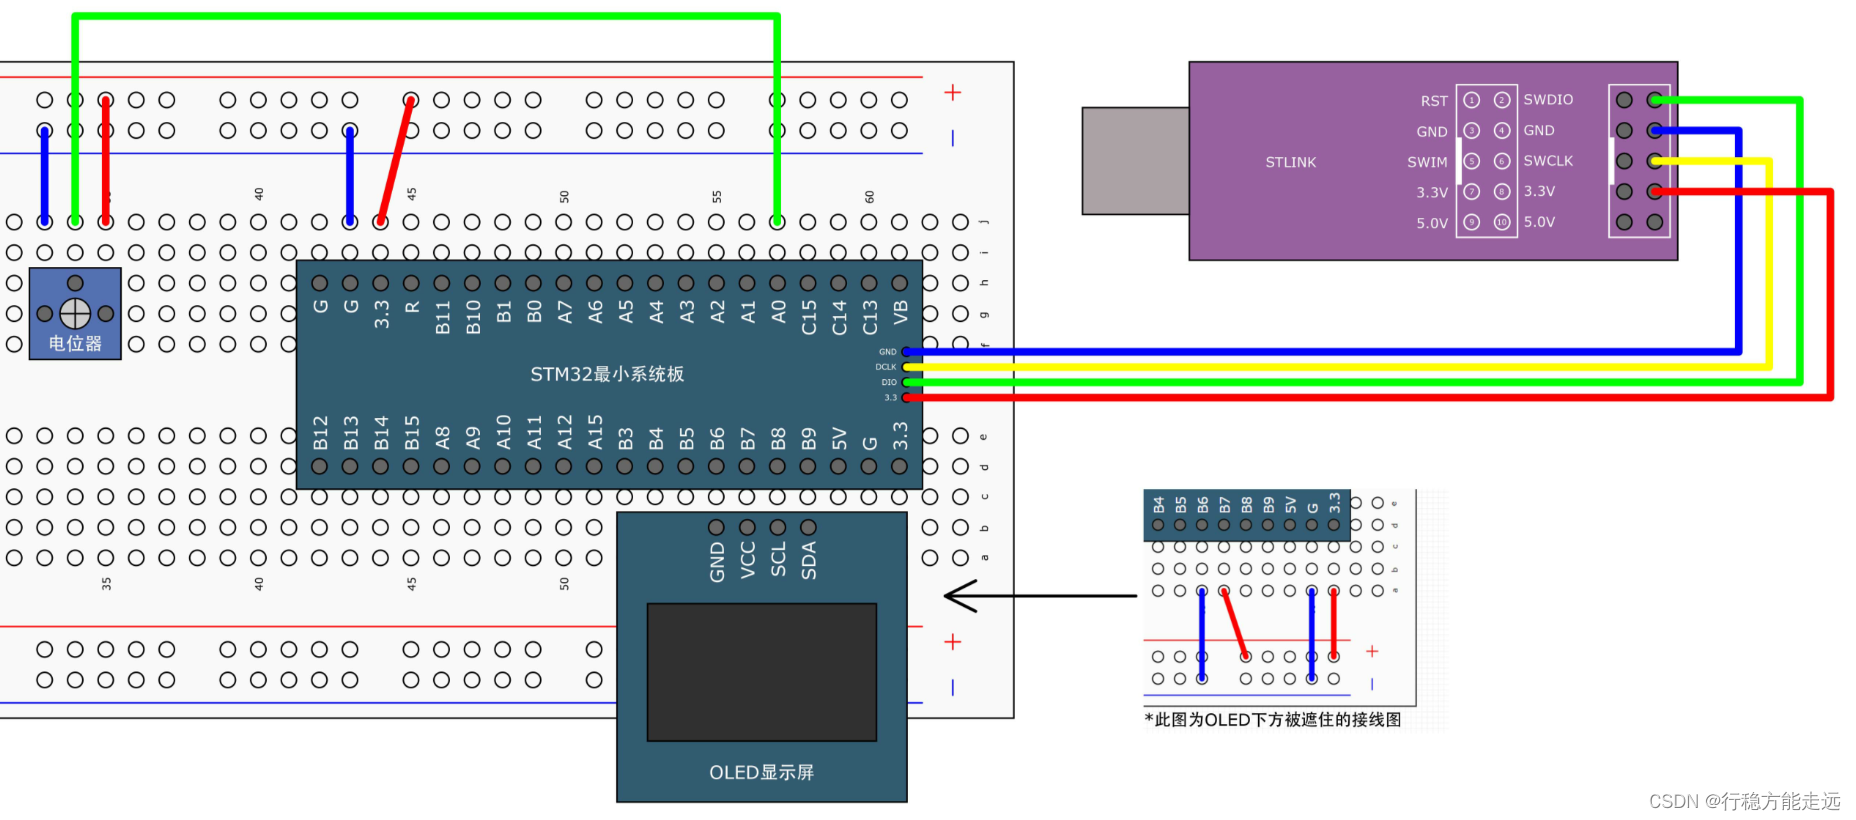 +
−
40
45
50
55
60
j
i
h
g
f
G
G
3.3
R
B11
B10
B1
B0
A7
A6
A5
A4
A3
A2
A1
A0
C15
C14
C13
VB
电位器
STM32最小系统板
GND
DCLK
DIO
3.3
B12
B13
B14
B15
A8
A9
A10
A11
A12
A15
B3
B4
B5
B6
B7
B8
B9
5V
G
3.3
e
d
c
b
a
35
40
45
50
GND
VCC
SCL
SDA
OLED显示屏
+
−
STLINK
RST 1 2 SWDIO
GND 3 4 GND
SWIM 5 6 SWCLK
3.3V 7 8 3.3V
5.0V 9 10 5.0V
B4
B5
B6
B7
B8
B9
5V
G
3.3
e
d
c
b
a
+
−
*此图为OLED下方被遮住的接线图
CSDN @行稳方能走远